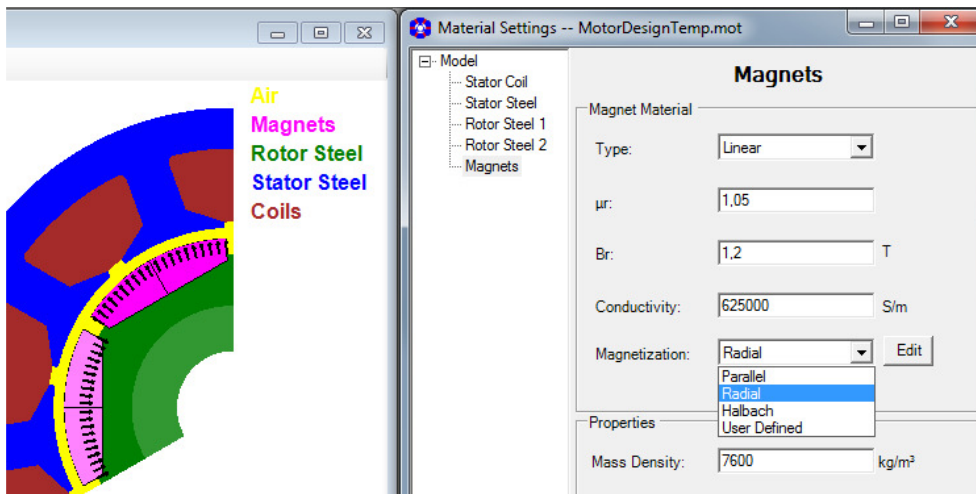 Material Settings -- MotorDesignTemp.mot
Air
Magnets
Rotor Steel
Stator Steel
Coils
Model
Stator Coil
Stator Steel
Rotor Steel 1
Rotor Steel 2
Magnets
Magnets
Magnet Material
Type: Linear
µr: 1,05
Br: 1,2 T
Conductivity: 625000 S/m
Magnetization: Radial Edit
Parallel
Radial
Halbach
User Defined
Properties
Mass Density: 7600 kg/m³